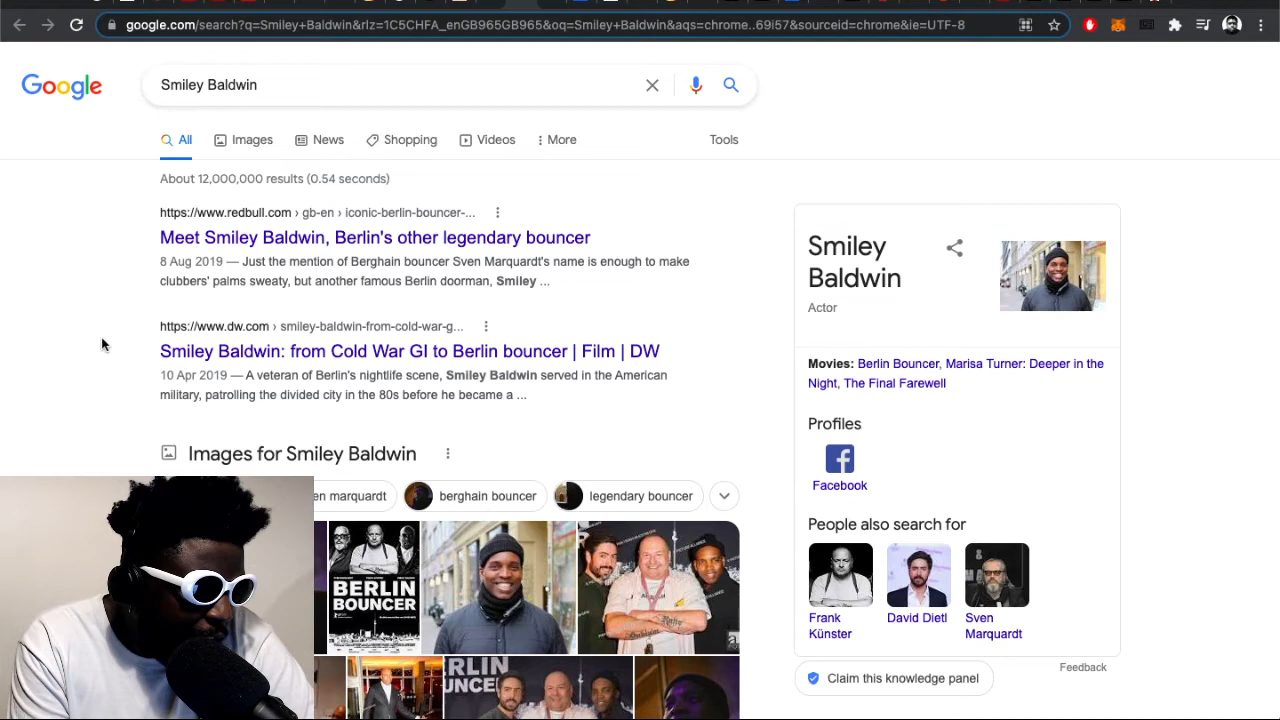 google.com/search?q=Smiley+Baldwin&rlz=1C5CHFA_enGB965GB965&oq=Smiley+Baldwin&aqs=chrome..69i57&sourceid=chrome&ie=UTF-8
Google
Smiley Baldwin
All
Images
News
Shopping
Videos
More
Tools
About 12,000,000 results (0.54 seconds)
https://www.redbull.com › gb-en › iconic-berlin-bouncer-...
Meet Smiley Baldwin, Berlin's other legendary bouncer
8 Aug 2019 — Just the mention of Berghain bouncer Sven Marquardt's name is enough to make
clubbers' palms sweaty, but another famous Berlin doorman, Smiley ...
https://www.dw.com › smiley-baldwin-from-cold-war-g...
Smiley Baldwin: from Cold War GI to Berlin bouncer | Film | DW
10 Apr 2019 — A veteran of Berlin's nightlife scene, Smiley Baldwin served in the American
military, patrolling the divided city in the 80s before he became a ...
Images for Smiley Baldwin
en marquardt
berghain bouncer
legendary bouncer
BERLIN
BOUNCER
Smiley
Baldwin
Actor
Movies: Berlin Bouncer, Marisa Turner: Deeper in the
Night, The Final Farewell
Profiles
Facebook
People also search for
Frank
Künster
David Dietl
Sven
Marquardt
Feedback
Claim this knowledge panel